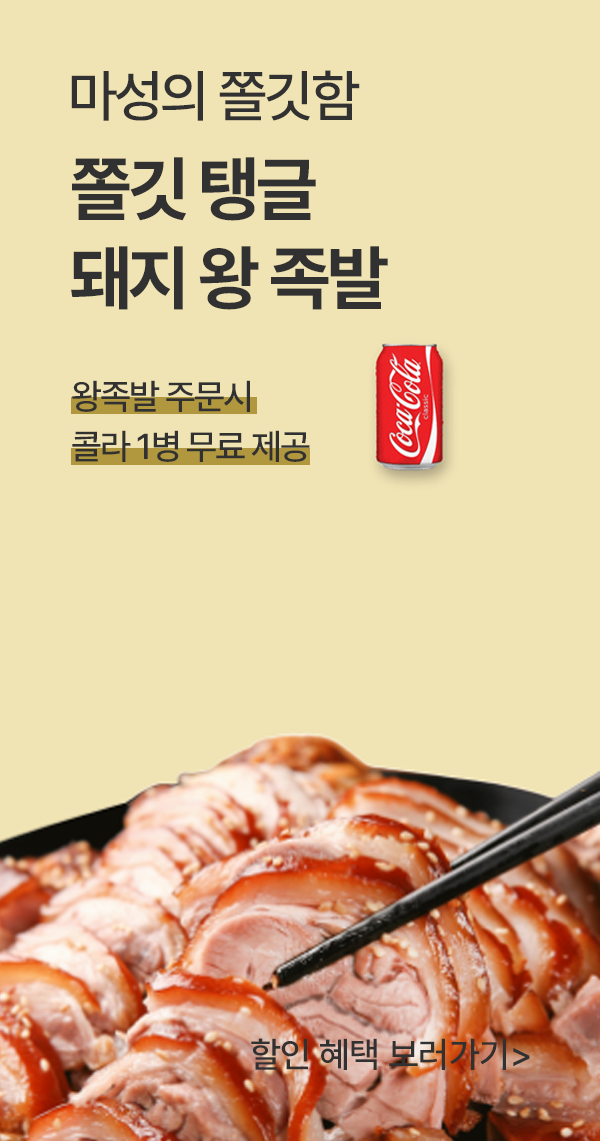 마성의 쫄깃함
쫄깃 탱글
돼지 왕 족발
왕족발 주문시
콜라 1병 무료 제공
Coca-Cola
classic
할인 혜택 보러가기>